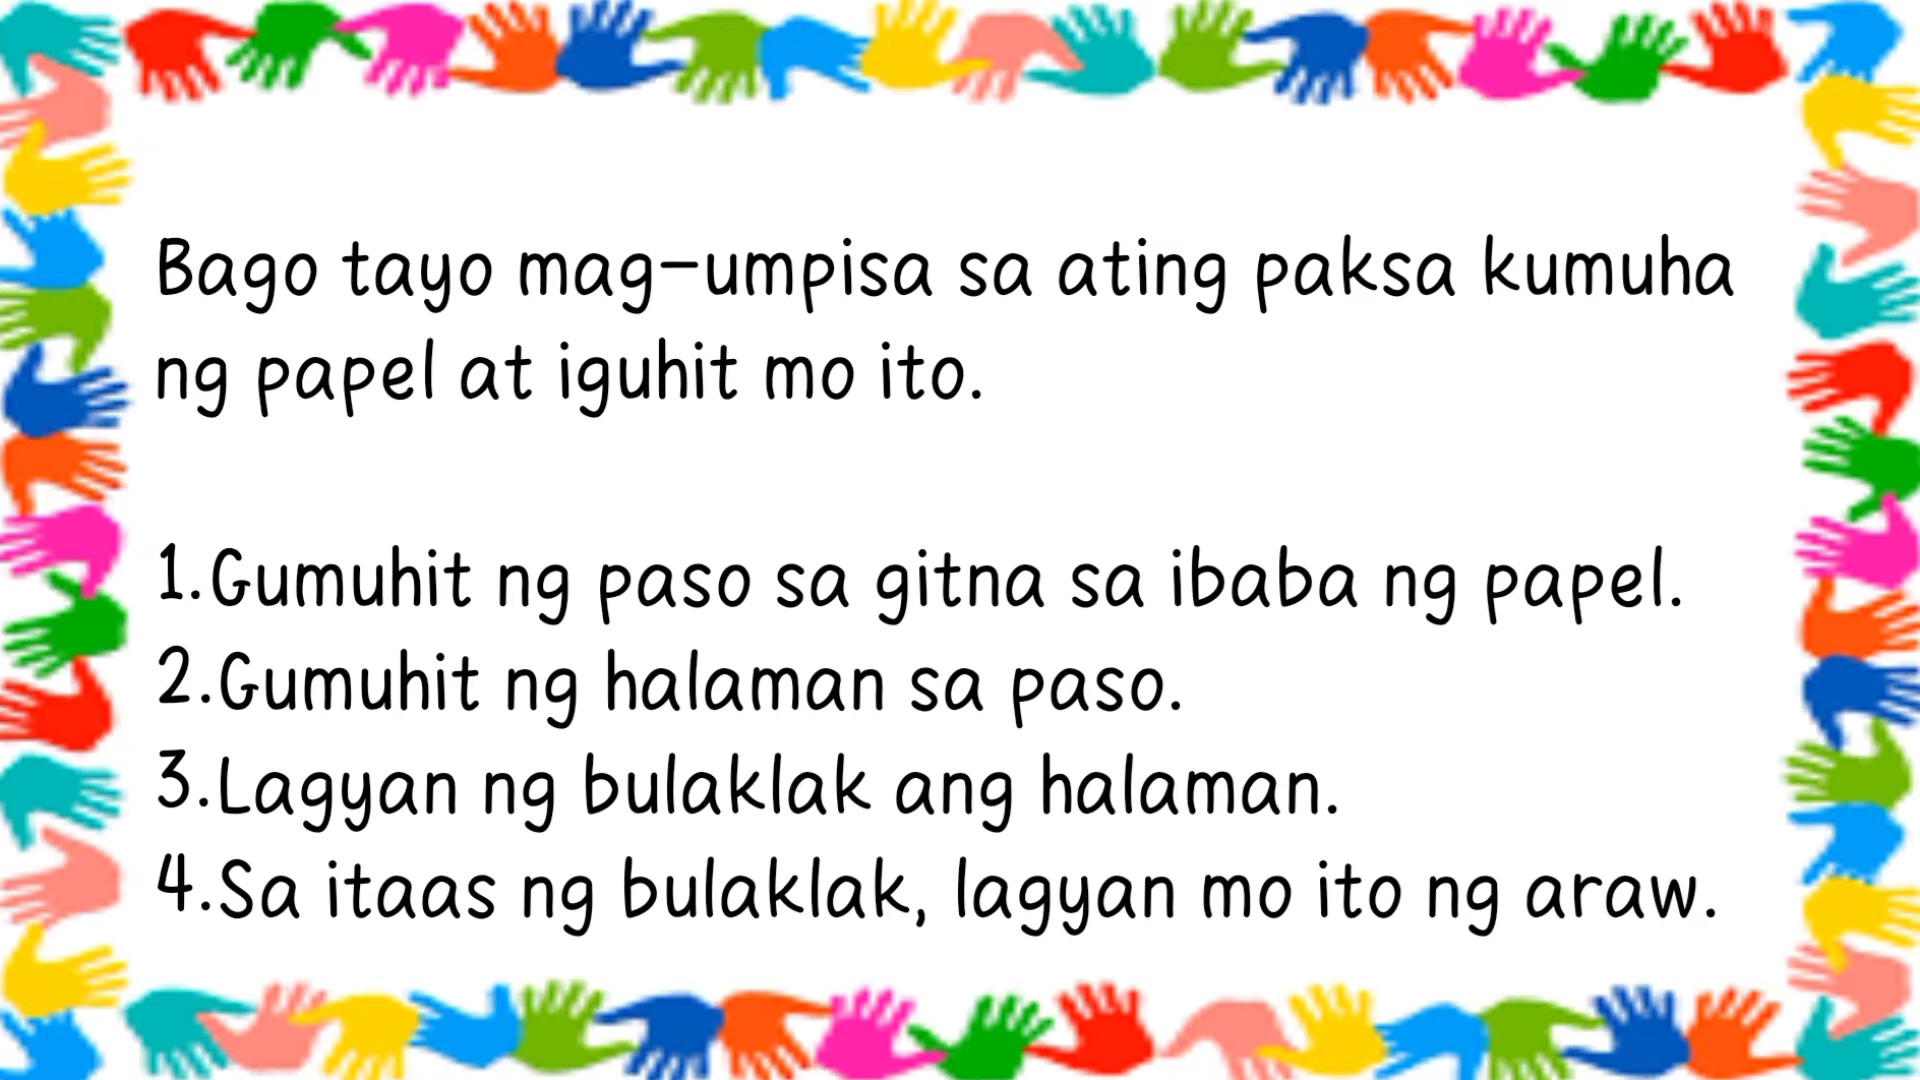 Bago tayo mag-umpisa sa ating paksa kumuha
ng papel at iguhit mo ito.
1.Gumuhit ng paso sa gitna sa ibaba ng papel.
2.Gumuhit ng halaman sa paso.
3.Lagyan ng bulaklak ang halaman.
4.Sa itaas ng bulaklak, lagyan mo ito ng araw.